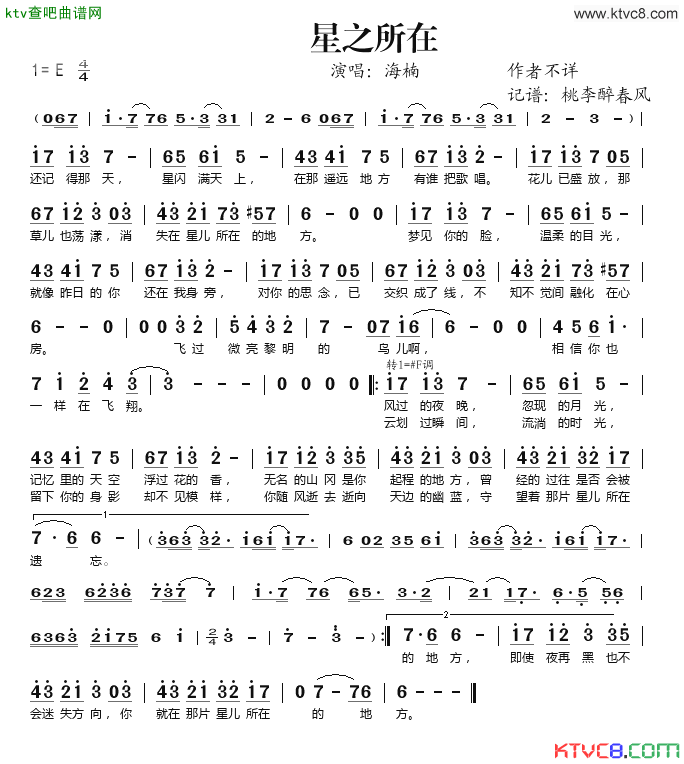 ktv查吧曲谱网
www.ktvc8.com
星之所在
1=E 4/4
演唱：海楠
作者不详
记谱：桃李醉春风
(067 | i·7 76 5·3 31 | 2 - 6 067 | i·7 76 5·3 31 | 2 - 3 - )|
i7 i3 7 - | 65 6i 5 - | 43 4i 7 5 | 67 i3 2 - | i7 i3 7 05 |
还记 得那 天， 星闪 满天 上， 在那 遥远 地方 有谁 把歌 唱。 花儿 已盛 放，那
67 i2 3 03 | 43 2i 73 #57 | 6 - 0 0 | i7 i3 7 - | 65 6i 5 - |
草儿 也荡 漾，消 失在 星儿 所在 的地 方。 梦见 你的 脸， 温柔 的目 光，
43 4i 7 5 | 67 i3 2 - | i7 i3 7 05 | 67 i2 3 03 | 43 2i 73 #56 |
就像 昨日 的 你 还在 我身 旁， 对你 的思 念，已 交织 成了 线，不 知不 觉间 融化 在心
6 - 0 - | 0 0 3 2 | 5 4 3 2 | 7 - 07 i6 | 6 - 0 0 | 4 5 6 i· |
房。 飞 过 微 亮 黎 明 的 鸟 儿啊， 相 信 你 也
转1=#F调
7 i 2 4 3 | 3 - - - | 0 0 0 0 |: i7 i3 7 - | 65 6i 5 - |
一 样 在 飞 翔。 风过 的夜 晚， 忽现 的月 光，
云划 过瞬 间， 流淌 的时 光，
43 4i 7 5 | 67 i3 2 - | i7 i2 3 35 | 43 2i 3 03 | 43 2i 32 i7 |
记忆 里的 天 空 浮过 花的 香， 无名 的山 冈 是你 起程 的地 方，曾 经的 过往 是否 会被
留下 你的 身 影 却不 见模 样， 你随 风逝 去 逝向 天边 的幽 蓝，守 望着 那片 星儿 所在
1
7·6 6 - | (363 32· i6i i7· | 6 02 35 6i | 363 32· i6i i7· |
遗 忘。
623 6236 737 7 | i·7 76 65· 3· | 3 2 21 17· | 6·5 56 |
6363 2i75 | 6 i | 2/4 3 - | 7 - 3 )
2
:| 7·6 6 - | i7 i2 3 35 |
的 地 方， 即使 夜再 黑 也不
43 2i 3 03 | 43 2i 32 i7 | 0 7 - 76 | 6 - - - ‖
会迷 失方 向，你 就在 那片 星儿 所在 的 地 方。
KTVC8.COM